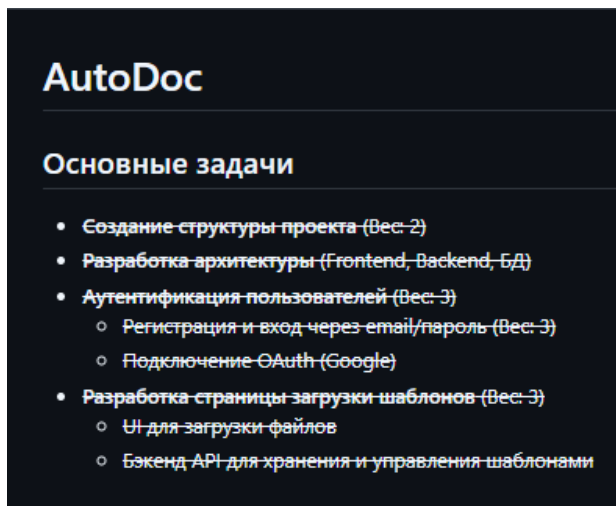 AutoDoc
Основные задачи
Создание структуры проекта (Вес: 2)
Разработка архитектуры (Frontend, Backend, БД)
Аутентификация пользователей (Вес: 3)
Регистрация и вход через email/пароль (Вес: 3)
Подключение OAuth (Google)
Разработка страницы загрузки шаблонов (Вес: 3)
UI для загрузки файлов
Бэкенд API для хранения и управления шаблонами